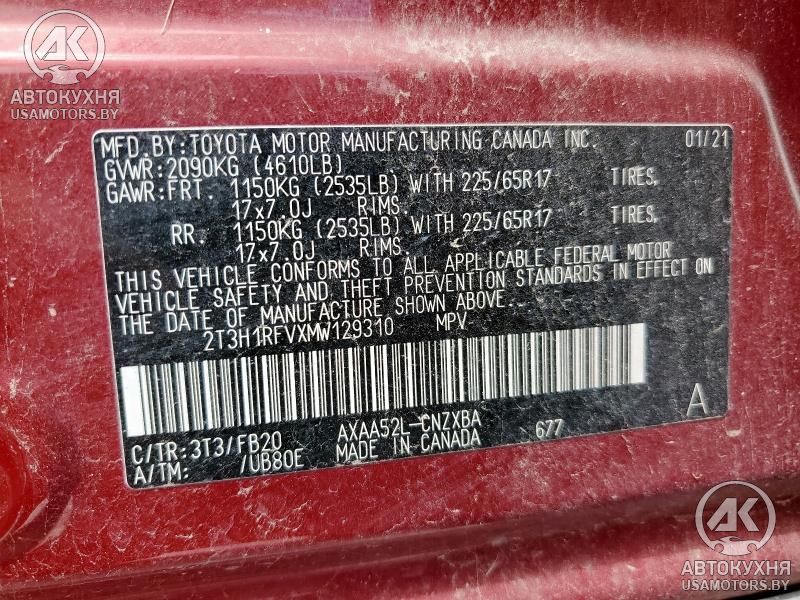 AK
АВТОКУХНЯ
USAMOTORS.BY
MFD. BY: TOYOTA MOTOR MANUFACTURING CANADA INC. 01/21
GVWR: 2090KG (4610LB)
GAWR: FRT. 1150KG (2535LB) WITH 225/65R17 TIRES,
17x7.0J RIMS.
RR. 1150KG (2535LB) WITH 225/65R17 TIRES,
17x7.0J RIMS.
THIS VEHICLE CONFORMS TO ALL APPLICABLE FEDERAL MOTOR
VEHICLE SAFETY AND THEFT PREVENTION STANDARDS IN EFFECT ON
THE DATE OF MANUFACTURE SHOWN ABOVE.
2T3H1RFVXMW129310 MPV
A
C/TR: 3T3/FB20 AXAA52L-CNZXBA 677
A/TM: /UB80E MADE IN CANADA
AK
АВТОКУХНЯ
USAMOTORS.BY